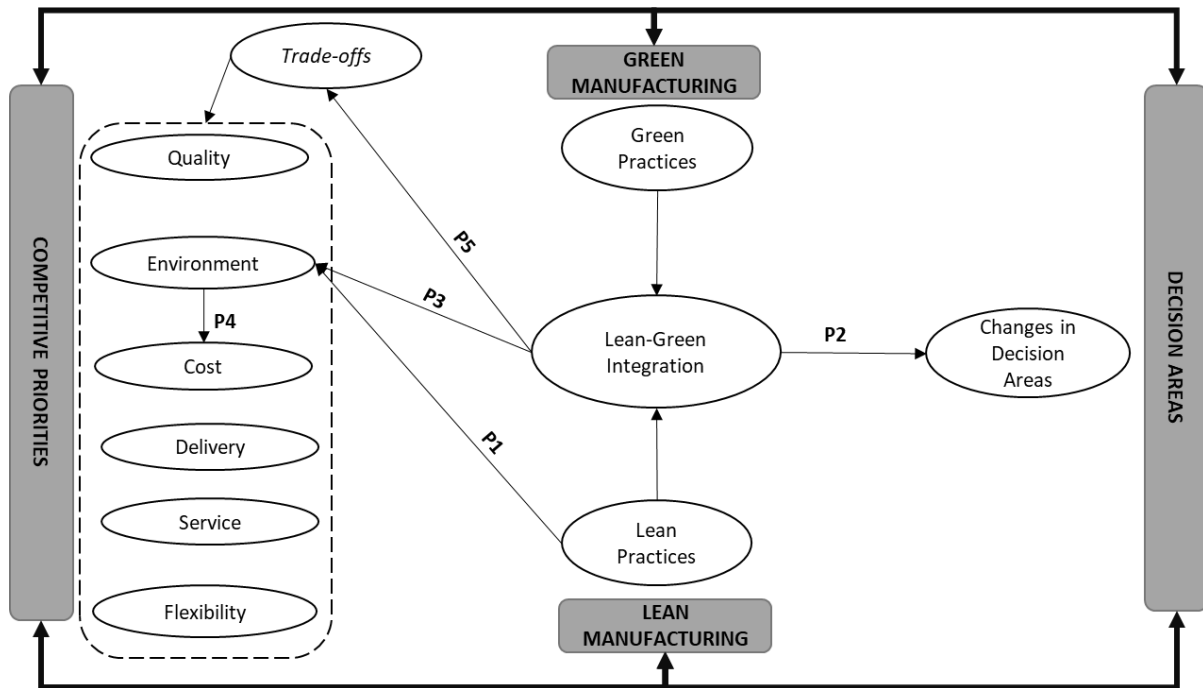 Trade-offs
GREEN
MANUFACTURING
Green
Practices
Quality
COMPETITIVE PRIORITIES
Environment
P5
P3
P4
Cost
Lean-Green
Integration
P2
Changes in
Decision
Areas
DECISION AREAS
Delivery
P1
Service
Lean
Practices
Flexibility
LEAN
MANUFACTURING